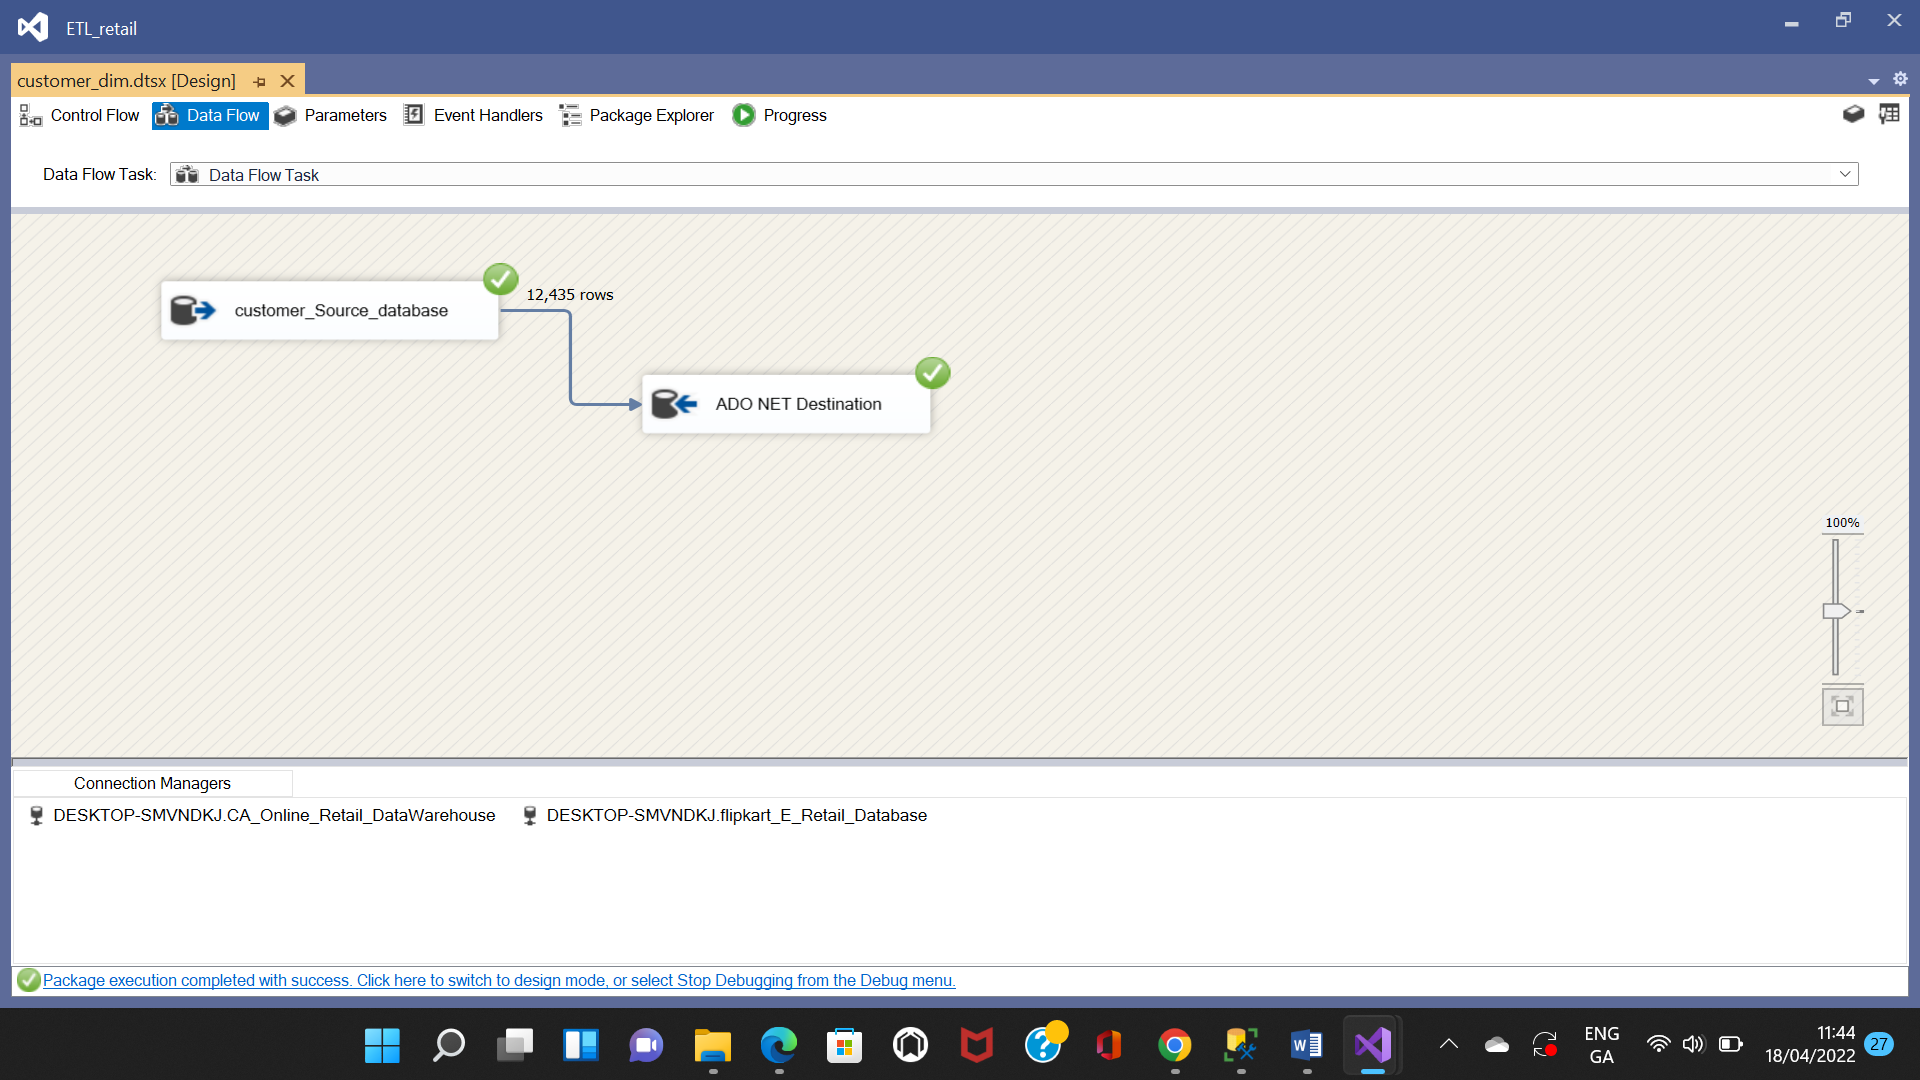 ETL_retail
customer_dim.dtsx [Design]
Control Flow Data Flow Parameters Event Handlers Package Explorer Progress
Data Flow Task: Data Flow Task
customer_Source_database
12,435 rows
ADO NET Destination
100%
Connection Managers
DESKTOP-SMVNDKJ.CA_Online_Retail_DataWarehouse DESKTOP-SMVNDKJ.flipkart_E_Retail_Database
Package execution completed with success. Click here to switch to design mode, or select Stop Debugging from the Debug menu.
ENG
GA
11:44
18/04/2022
27